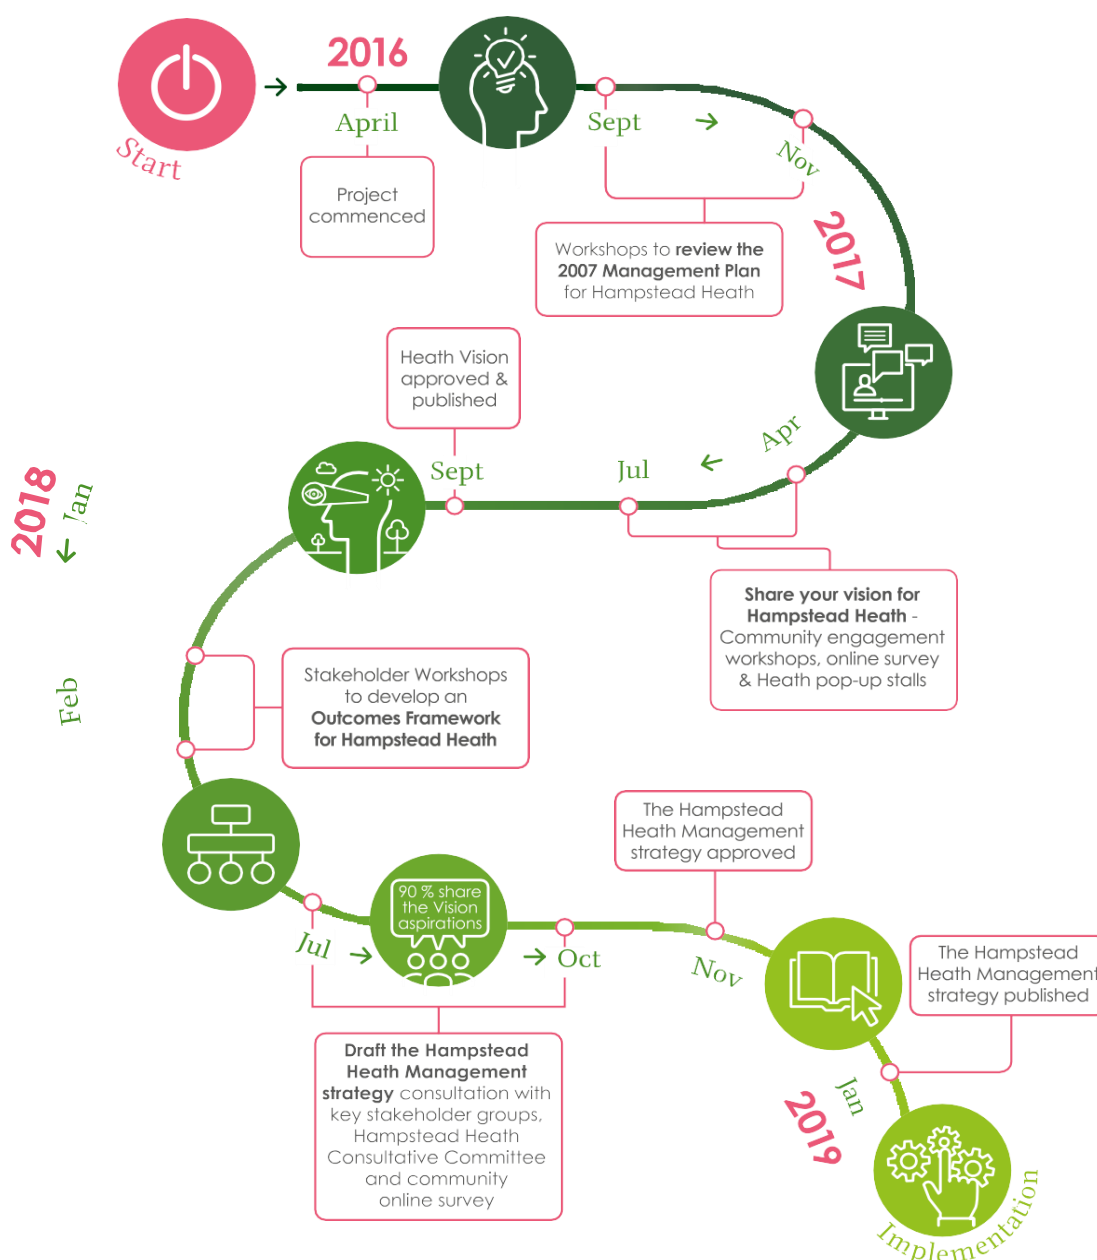 Start
2016
April
Project
commenced
Sept
Nov
Workshops to review the
2007 Management Plan
for Hampstead Heath
2017
Apr
Jul
Share your vision for
Hampstead Heath -
Community engagement
workshops, online survey
& Heath pop-up stalls
Sept
Heath Vision
approved &
published
2018
Jan
Feb
Stakeholder Workshops
to develop an
Outcomes Framework
for Hampstead Heath
Jul
90 % share
the Vision
aspirations
Oct
Draft the Hampstead
Heath Management
strategy consultation with
key stakeholder groups,
Hampstead Heath
Consultative Committee
and community
online survey
The Hampstead
Heath Management
strategy approved
Nov
The Hampstead
Heath Management
strategy published
Jan
2019
Implementation